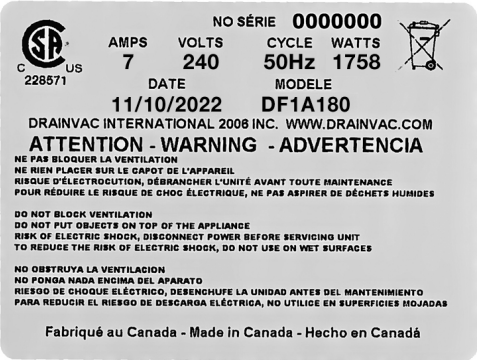 NO SÉRIE 0000000
AMPS VOLTS CYCLE WATTS
7 240 50Hz 1758
CSA
C US
228571
DATE MODELE
11/10/2022 DF1A180
DRAINVAC INTERNATIONAL 2006 INC. WWW.DRAINVAC.COM
ATTENTION - WARNING - ADVERTENCIA
NE PAS BLOQUER LA VENTILATION
NE RIEN PLACER SUR LE CAPOT DE L'APPAREIL
RISQUE D'ÉLECTROCUTION, DÉBRANCHER L'UNITÉ AVANT TOUTE MAINTENANCE
POUR RÉDUIRE LE RISQUE DE CHOC ÉLECTRIQUE, NE PAS ASPIRER DE DÉCHETS HUMIDES
DO NOT BLOCK VENTILATION
DO NOT PUT OBJECTS ON TOP OF THE APPLIANCE
RISK OF ELECTRIC SHOCK, DISCONNECT POWER BEFORE SERVICING UNIT
TO REDUCE THE RISK OF ELECTRIC SHOCK, DO NOT USE ON WET SURFACES
NO OBSTRUYA LA VENTILACION
NO PONGA NADA ENCIMA DEL APARATO
RIESGO DE CHOQUE ELÉCTRICO, DESENCHUFE LA UNIDAD ANTES DEL MANTENIMIENTO
PARA REDUCIR EL RIESGO DE DESCARGA ELÉCTRICA, NO UTILICE EN SUPERFICIES MOJADAS
Fabriqué au Canada - Made in Canada - Hecho en Canadá